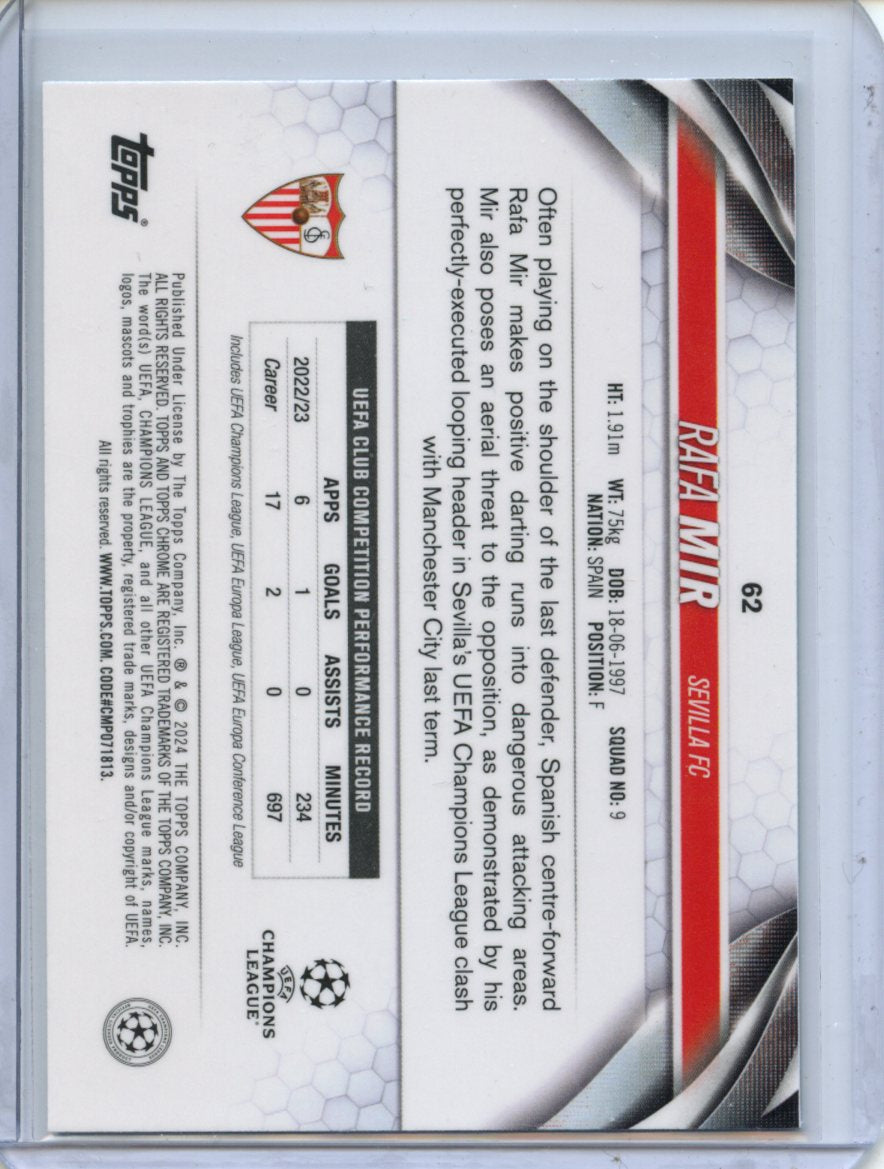 62
RAFA MIR SEVILLA FC
HT: 1.91m WT: 75kg DOB: 18-06-1997 SQUAD NO: 9
NATION: SPAIN POSITION: F
Often playing on the shoulder of the last defender, Spanish centre-forward
Rafa Mir makes positive darting runs into dangerous attacking areas.
Mir also poses an aerial threat to the opposition, as demonstrated by his
perfectly-executed looping header in Sevilla's UEFA Champions League clash
with Manchester City last term.
UEFA CLUB COMPETITION PERFORMANCE RECORD
APPS GOALS ASSISTS MINUTES
2022/23 6 1 0 234
Career 17 2 0 697
Includes UEFA Champions League, UEFA Europa League, UEFA Europa Conference League
UEFA
CHAMPIONS
LEAGUE®
topps®
Published Under License by The Topps Company, Inc. ® & © 2024 THE TOPPS COMPANY, INC.
ALL RIGHTS RESERVED. TOPPS AND TOPPS CHROME ARE REGISTERED TRADEMARKS OF THE TOPPS COMPANY, INC.
The word(s) UEFA, CHAMPIONS LEAGUE, and all other UEFA Champions League marks, names,
logos, mascots and trophies are the property, registered trade marks, designs and/or copyright of UEFA.
All rights reserved. WWW.TOPPS.COM. CODE#CMP071813.